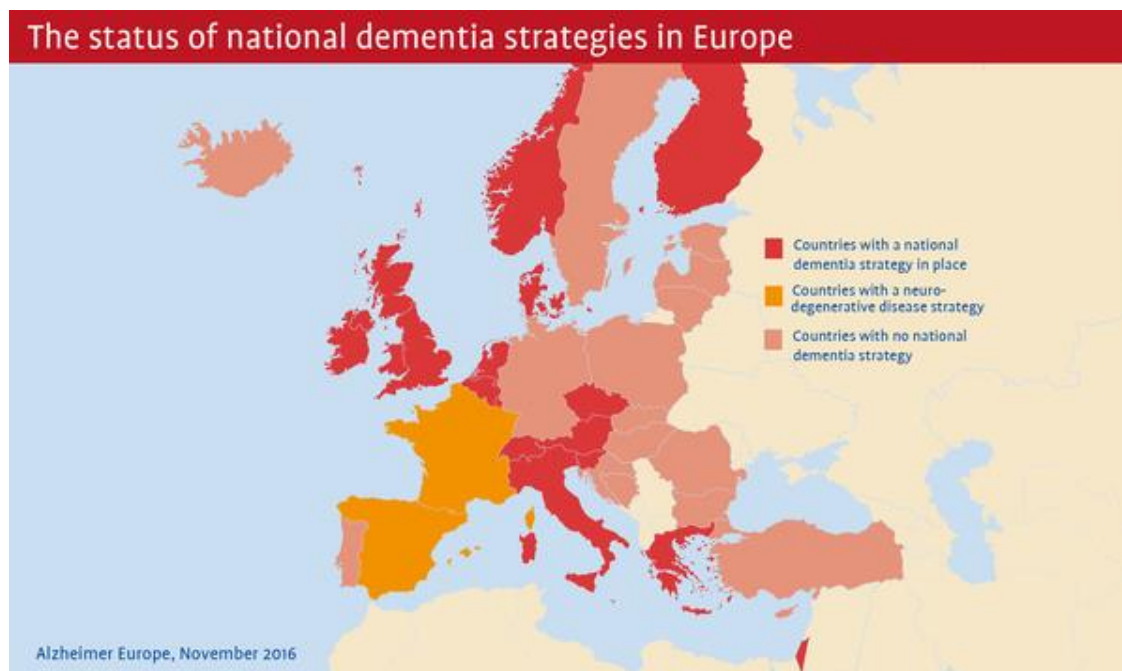 The status of national dementia strategies in Europe
Countries with a national
dementia strategy in place
Countries with a neuro-
degenerative disease strategy
Countries with no national
dementia strategy
Alzheimer Europe, November 2016